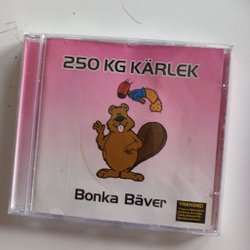 250 KG KÄRLEK
Bonka Bäver
VARNING!